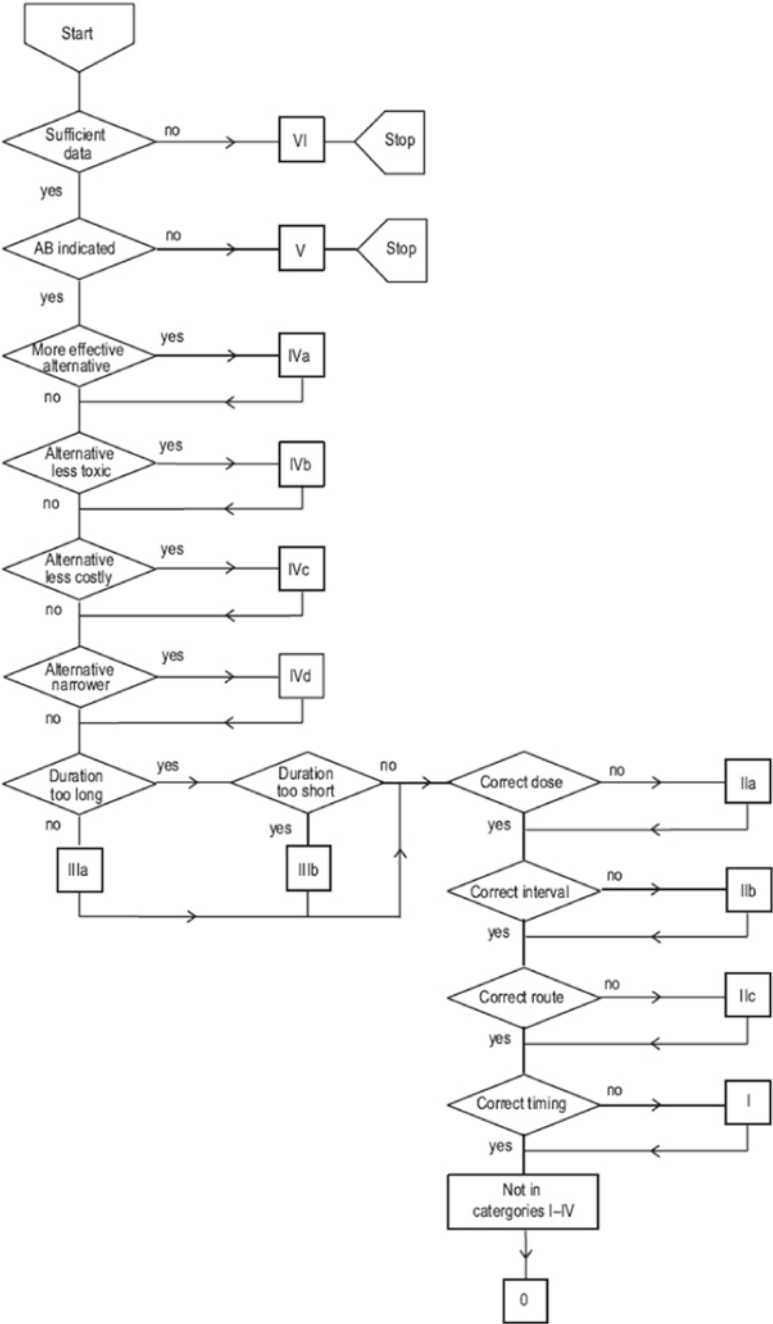 Start
Sufficient
data
no
VI
Stop
yes
AB indicated
no
V
Stop
yes
More effective
alternative
yes
IVa
no
Alternative
less toxic
yes
IVb
no
Alternative
less costly
yes
IVc
no
Alternative
narrower
yes
IVd
no
Duration
too long
yes
no
IIIa
Duration
too short
no
yes
IIIb
Correct dose
no
IIa
yes
Correct interval
no
IIb
yes
Correct route
no
IIc
yes
Correct timing
no
I
yes
Not in
catergories I–IV
0